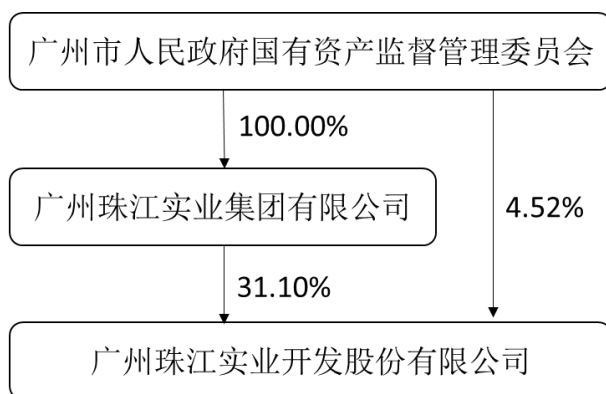 广州市人民政府国有资产监督管理委员会
100.00%
广州珠江实业集团有限公司
4.52%
31.10%
广州珠江实业开发股份有限公司